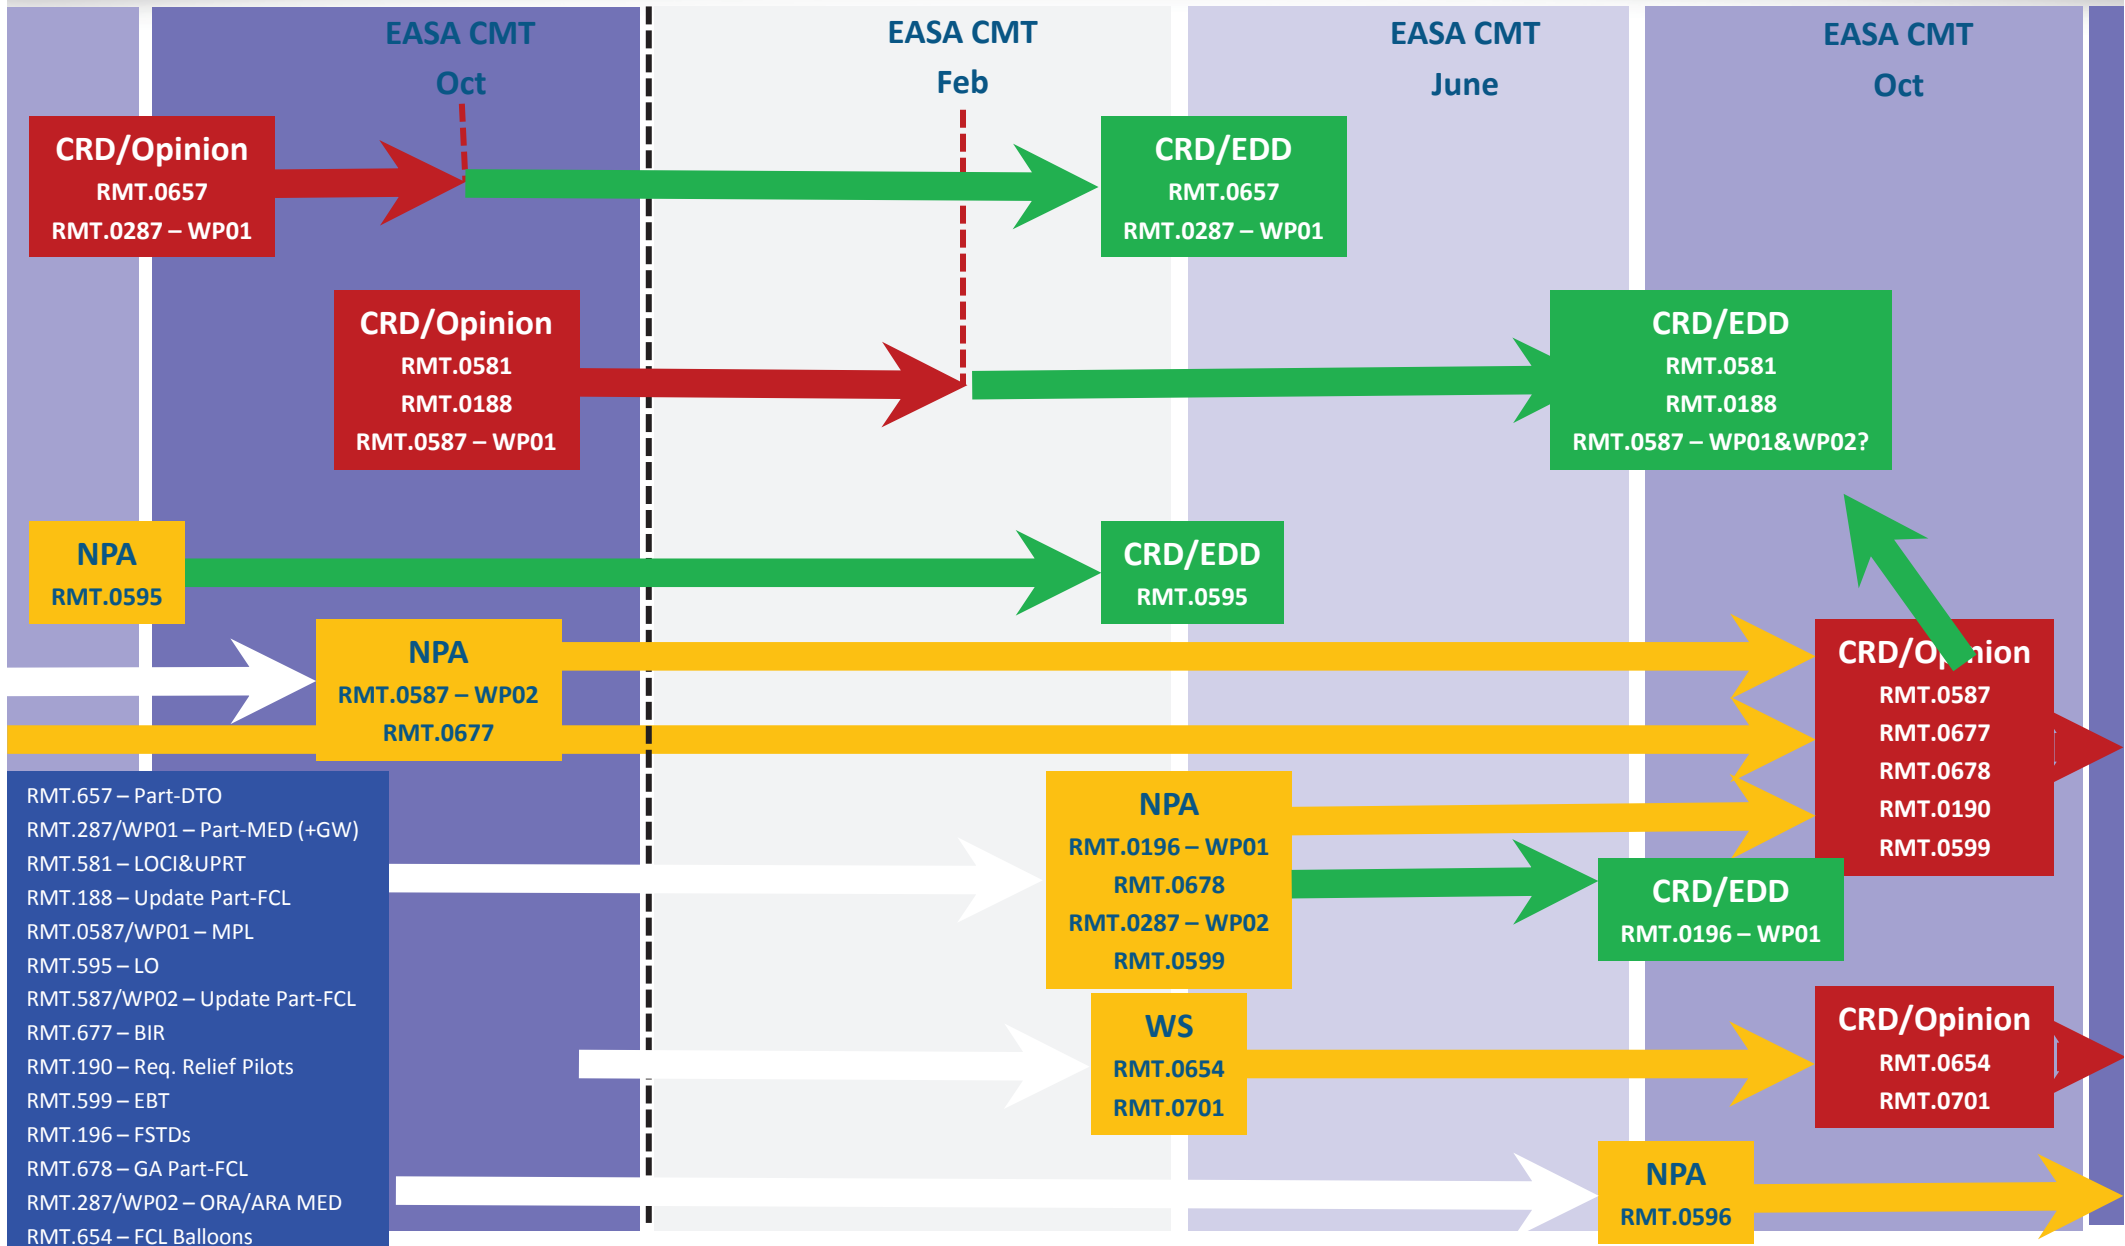 EASA CMT
Oct
EASA CMT
Feb
EASA CMT
June
EASA CMT
Oct
CRD/Opinion
RMT.0657
RMT.0287 – WP01
CRD/EDD
RMT.0657
RMT.0287 – WP01
CRD/Opinion
RMT.0581
RMT.0188
RMT.0587 – WP01
CRD/EDD
RMT.0581
RMT.0188
RMT.0587 – WP01&WP02?
NPA
RMT.0595
CRD/EDD
RMT.0595
NPA
RMT.0587 – WP02
RMT.0677
CRD/Opinion
RMT.0587
RMT.0677
RMT.0678
RMT.0190
RMT.0599
NPA
RMT.0196 – WP01
RMT.0678
RMT.0287 – WP02
RMT.0599
CRD/EDD
RMT.0196 – WP01
WS
RMT.0654
RMT.0701
CRD/Opinion
RMT.0654
RMT.0701
NPA
RMT.0596
RMT.657 – Part-DTO
RMT.287/WP01 – Part-MED (+GW)
RMT.581 – LOCI&UPRT
RMT.188 – Update Part-FCL
RMT.0587/WP01 – MPL
RMT.595 – LO
RMT.587/WP02 – Update Part-FCL
RMT.677 – BIR
RMT.190 – Req. Relief Pilots
RMT.599 – EBT
RMT.196 – FSTDs
RMT.678 – GA Part-FCL
RMT.287/WP02 – ORA/ARA MED
RMT.654 – FCL Balloons